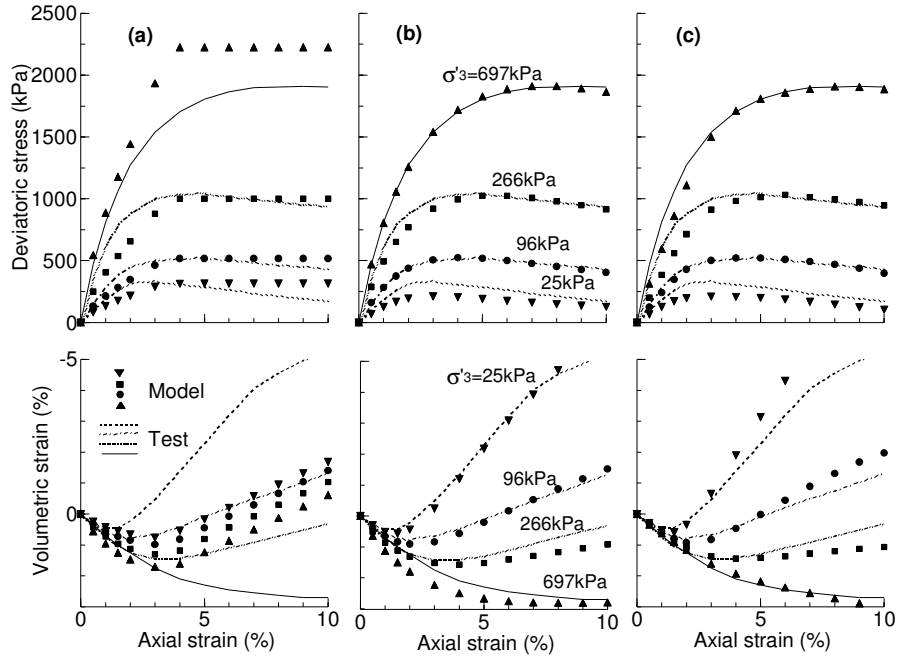 2500
2000
1500
1000
500
0
Deviatoric stress (kPa)
(a)
(b)
(c)
σ'3=697kPa
266kPa
96kPa
25kPa
-5
0
Volumetric strain (%)
Model
Test
σ'3=25kPa
96kPa
266kPa
697kPa
0 5 10
0 5 10
0 5 10
Axial strain (%)
Axial strain (%)
Axial strain (%)